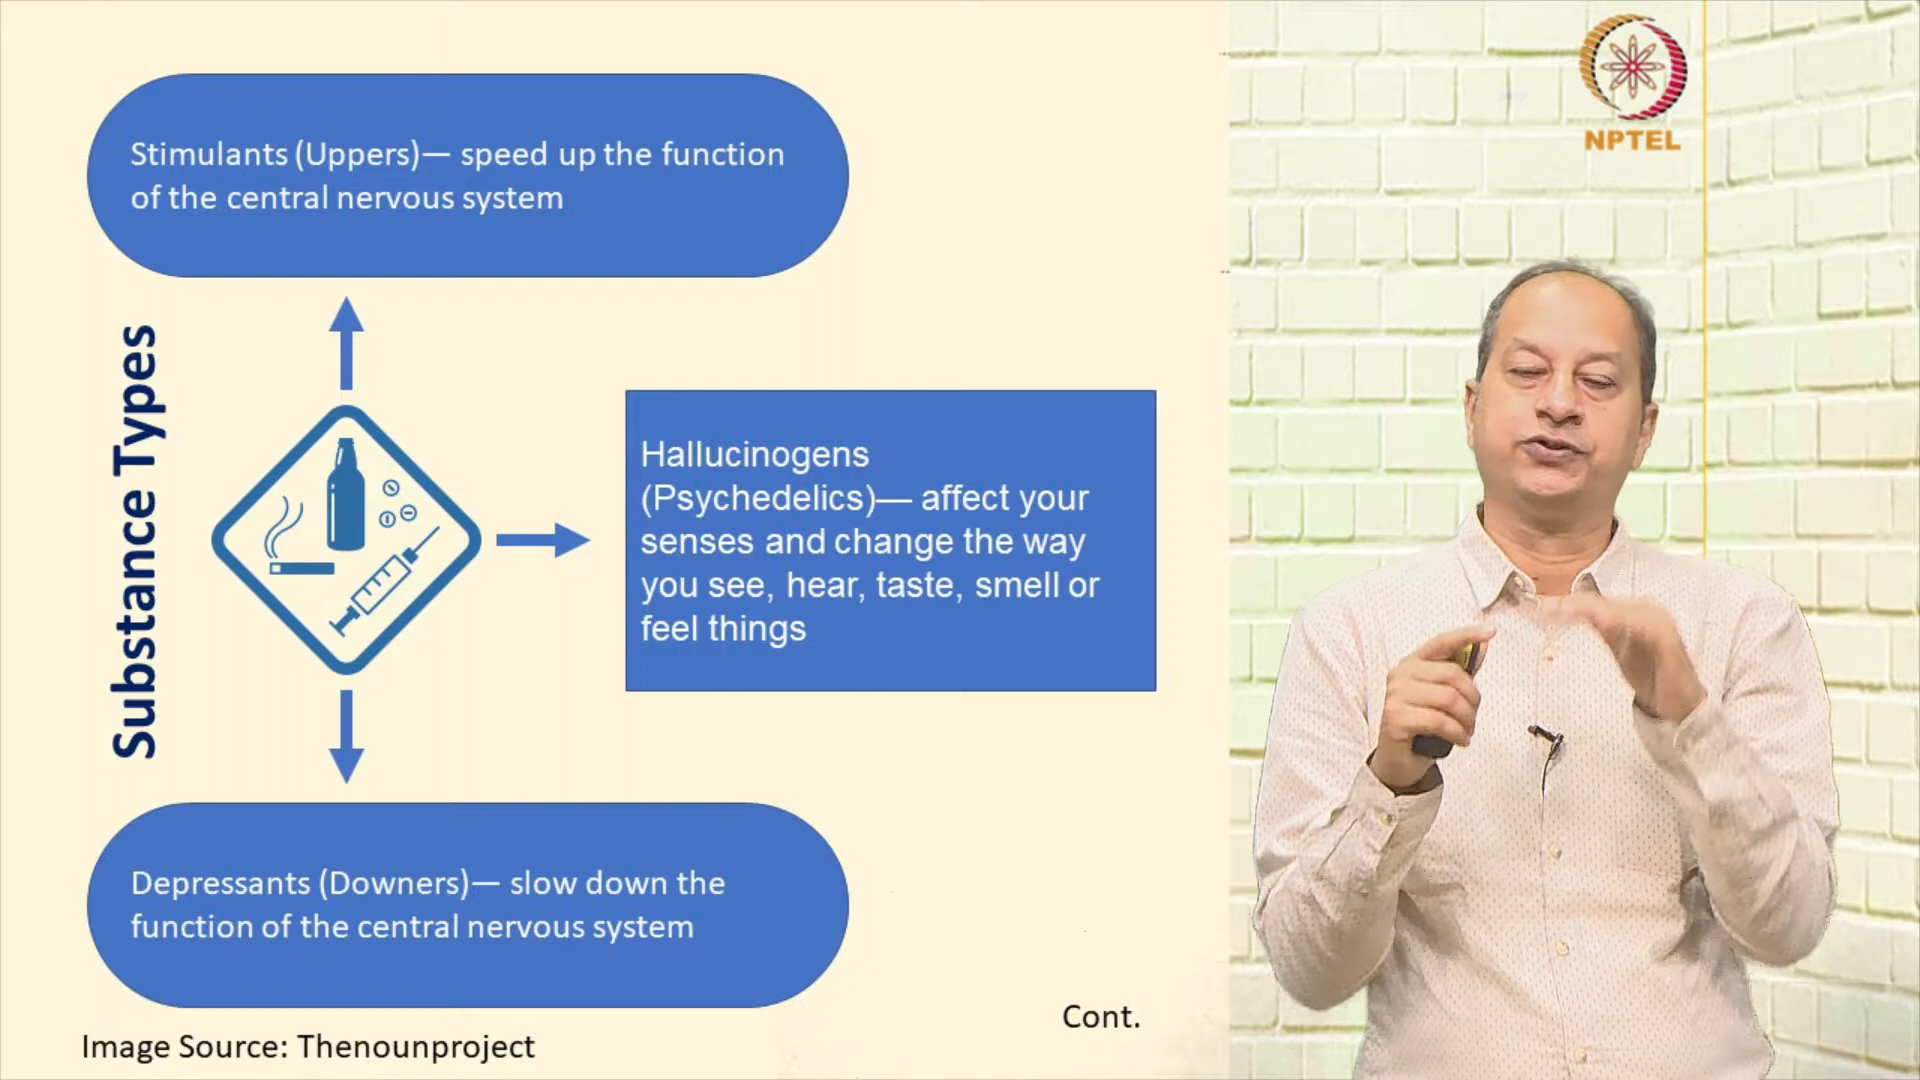 Stimulants (Uppers)— speed up the function
of the central nervous system
Substance Types
Hallucinogens
(Psychedelics)— affect your
senses and change the way
you see, hear, taste, smell or
feel things
Depressants (Downers)— slow down the
function of the central nervous system
Cont.
Image Source: Thenounproject
NPTEL